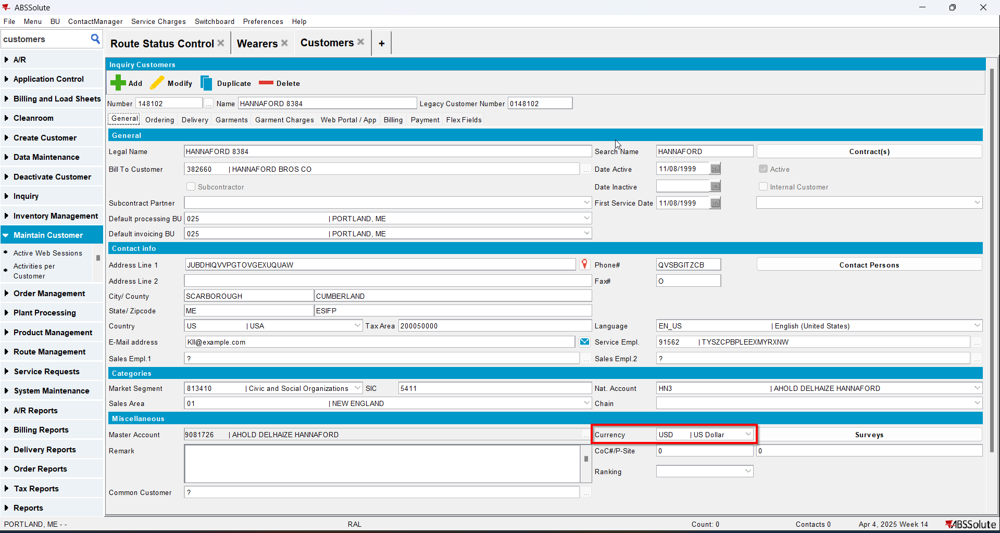 ABSSolute
File Menu BU ContactManager Service Charges Switchboard Preferences Help
customers
Route Status Control Wearers Customers +
A/R
Application Control
Billing and Load Sheets
Cleanroom
Create Customer
Data Maintenance
Deactivate Customer
Inquiry
Inventory Management
Maintain Customer
Active Web Sessions
Activities per
Customer
Order Management
Plant Processing
Product Management
Route Management
Service Requests
System Maintenance
A/R Reports
Billing Reports
Delivery Reports
Order Reports
Tax Reports
Reports
Inquiry Customers
Add Modify Duplicate Delete
Number 148102 ... Name HANNAFORD 8384 Legacy Customer Number 0148102
General Ordering Delivery Garments Garment Charges Web Portal / App Billing Payment Flex Fields
General
Legal Name HANNAFORD 8384 Search Name HANNAFORD Contract(s)
Bill To Customer 382660 | HANNAFORD BROS CO ... Date Active 11/08/1999 16 Active
Subcontractor Date Inactive 16 Internal Customer
Subcontract Partner First Service Date 11/08/1999 16
Default processing BU 025 | PORTLAND, ME
Default invoicing BU 025 | PORTLAND, ME
Contact info
Address Line 1 JUBDHIQVVPGTOVGEXUQUAW Phone# QVSBGITZCB Contact Persons
Address Line 2 Fax# O
City/ County SCARBOROUGH CUMBERLAND
State/ Zipcode ME ESIFP
Country US | USA Tax Area 200050000 Language EN_US | English (United States)
E-Mail address KIl@example.com Service Empl. 91562 | TYSZCPBPLEEXMYRXNW ...
Sales Empl.1 ? ... Sales Empl.2 ? ...
Categories
Market Segment 813410 | Civic and Social Organizations SIC 5411 Nat. Account HN3 | AHOLD DELHAIZE HANNAFORD
Sales Area 01 | NEW ENGLAND Chain
Miscellaneous
Master Account 9081726 | AHOLD DELHAIZE HANNAFORD ... Currency USD | US Dollar Surveys
Remark CoC#/P-Site 0 0
Ranking
Common Customer ? ...
PORTLAND, ME - - RAL Count: 0 Contacts 0 Apr 4, 2025 Week 14 ABSSolute